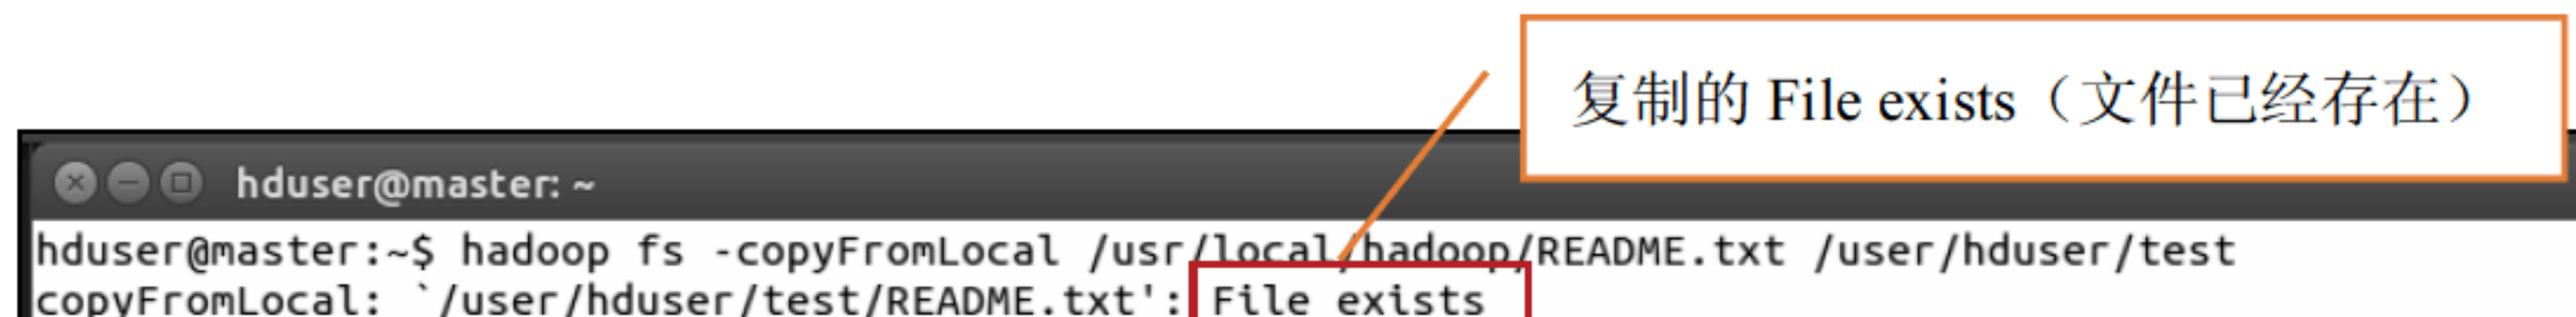 复制的 File exists（文件已经存在）
hduser@master: ~
hduser@master:~$ hadoop fs -copyFromLocal /usr/local/hadoop/README.txt /user/hduser/test
copyFromLocal: `/user/hduser/test/README.txt': File exists